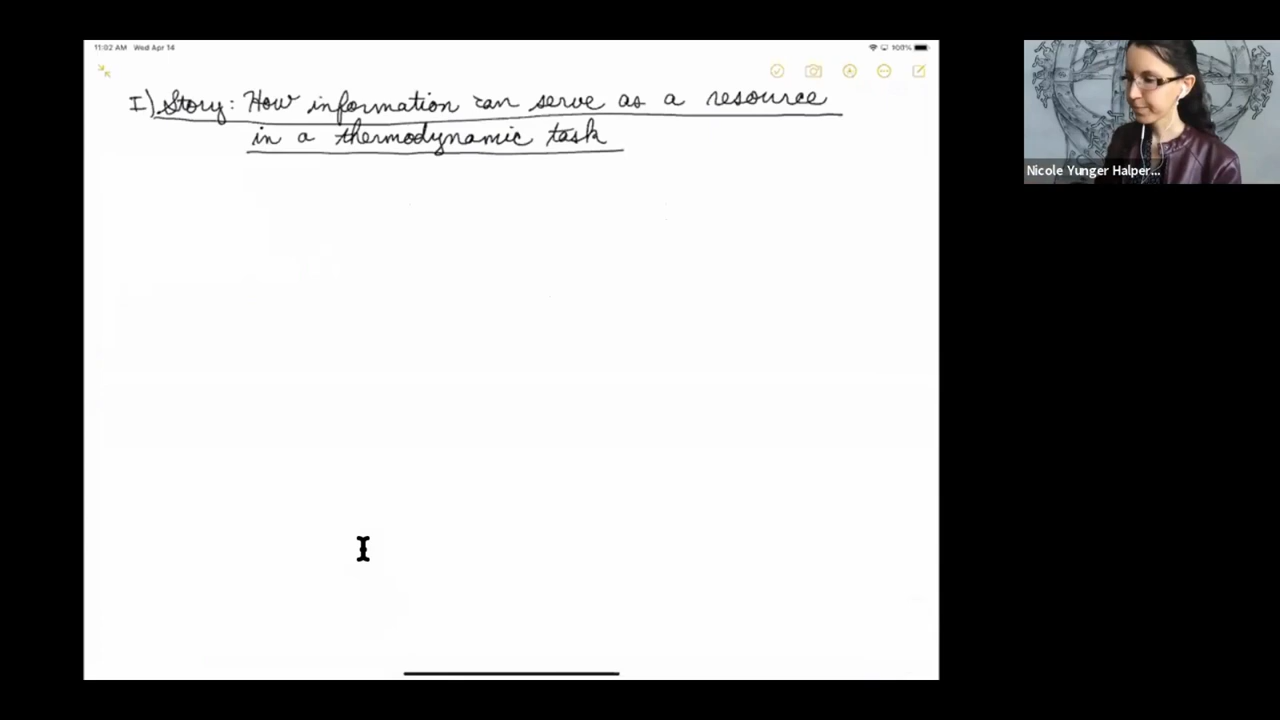 11:02 AM Wed Apr 14
100%
I) Story: How information can serve as a resource
in a thermodynamic task
Nicole Yunger Halper...